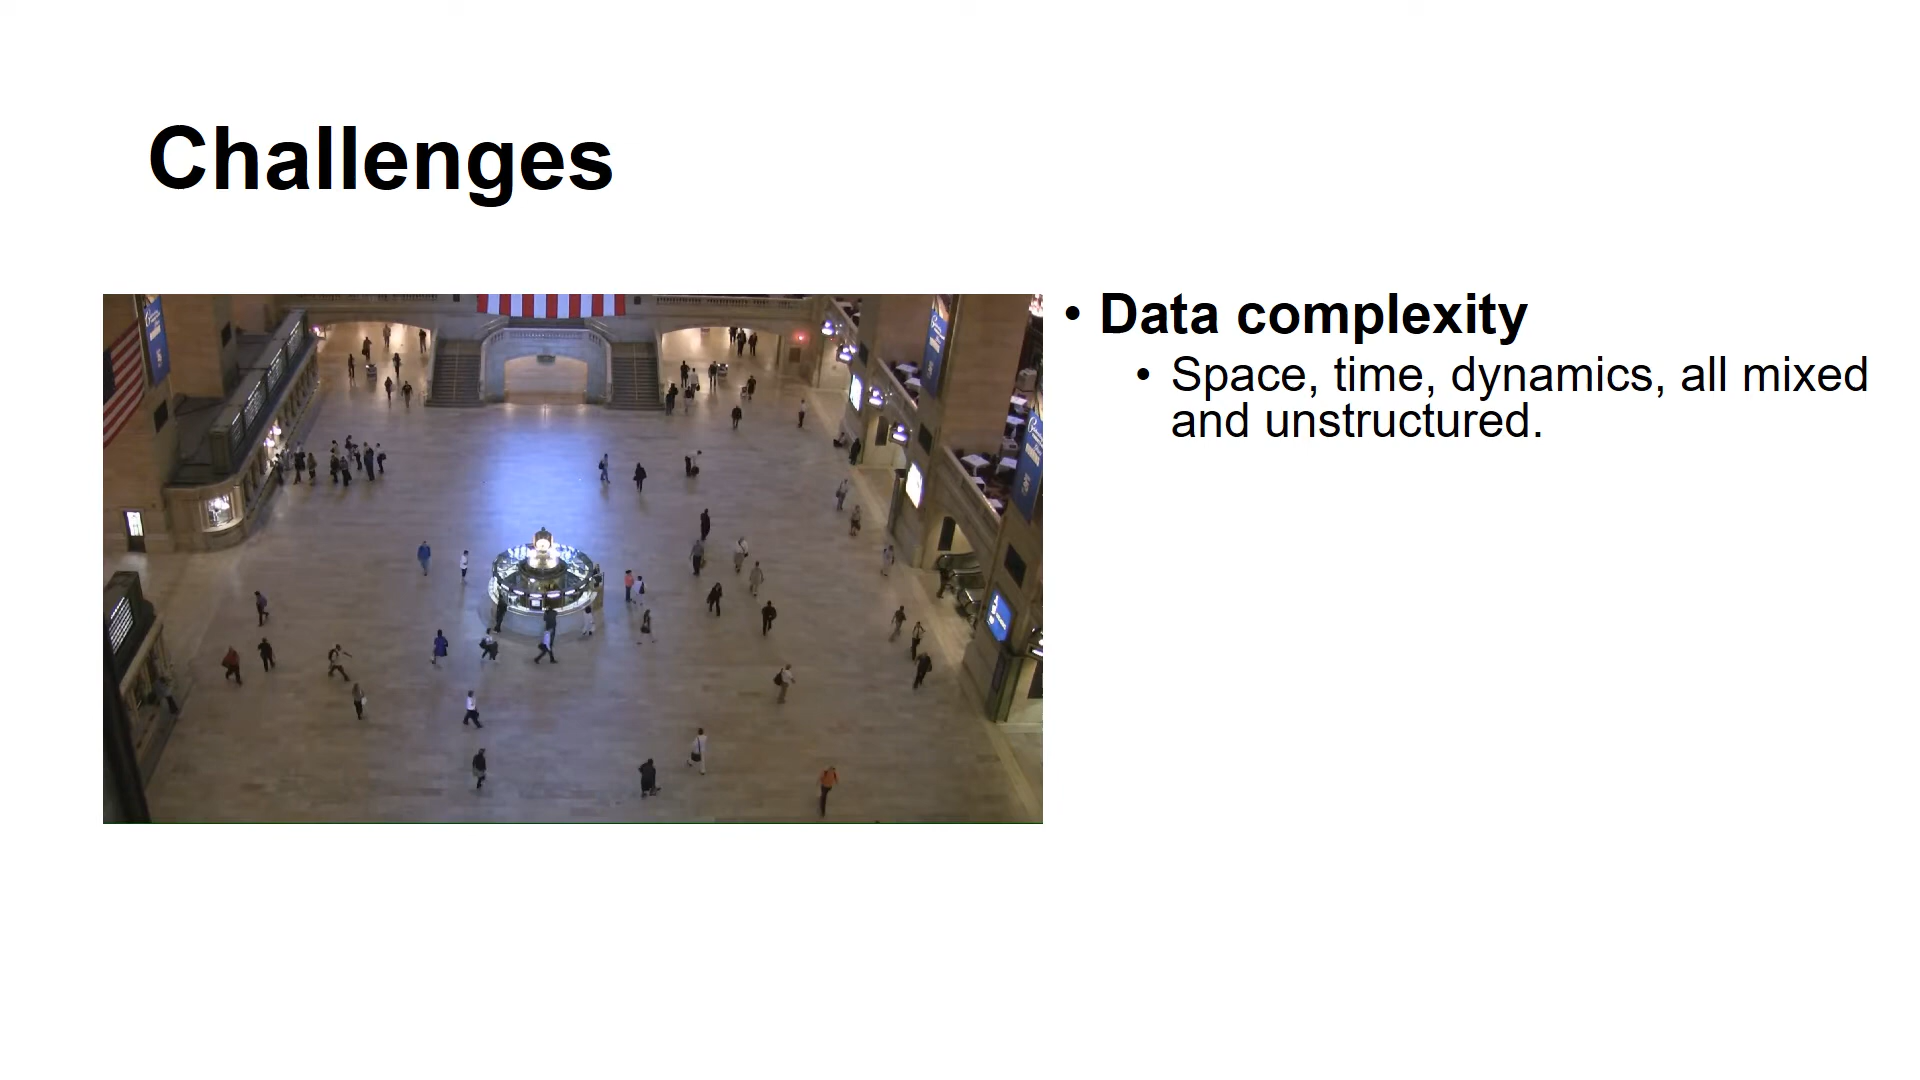 Challenges
• Data complexity
• Space, time, dynamics, all mixed
and unstructured.